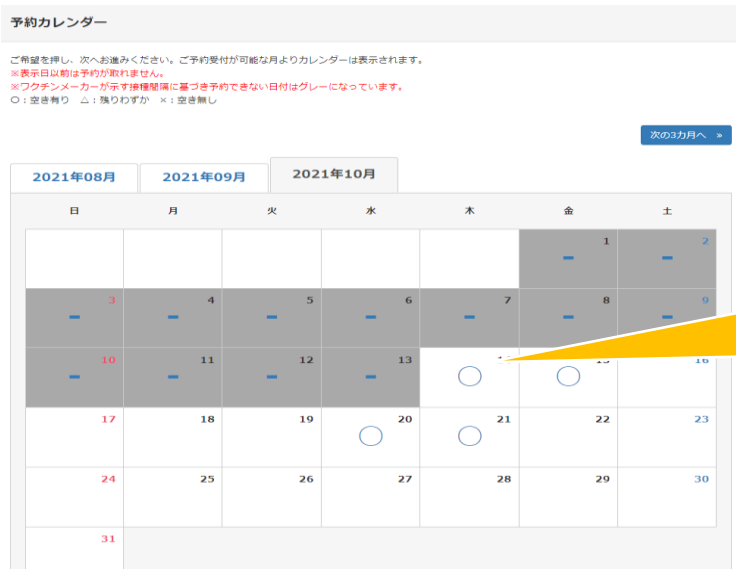 予約カレンダー
ご希望を押し、次へお進みください。ご予約受付が可能な月よりカレンダーは表示されます。
※表示日以前は予約が取れません。
※ワクチンメーカーが示す接種間隔に基づき予約できない日付はグレーになっています。
○：空き有り　△：残りわずか　×：空き無し
次の3カ月へ »
2021年08月 2021年09月 2021年10月
日 月 火 水 木 金 土
1 2
3 4 5 6 7 8 9
10 11 12 13 16
17 18 19 20 21 22 23
24 25 26 27 28 29 30
31